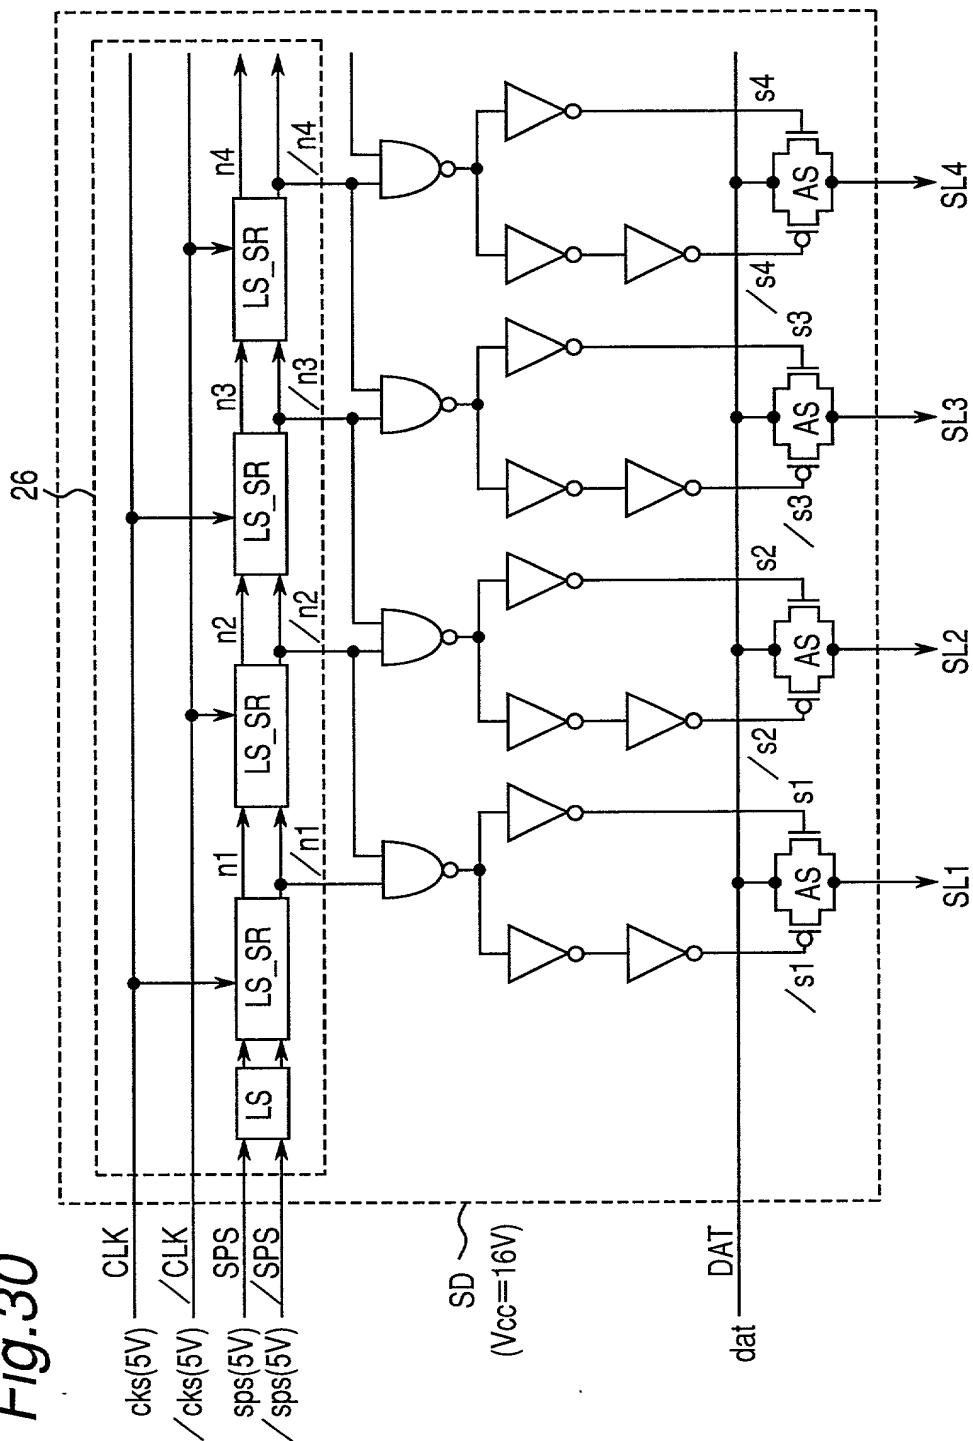 Fig.30
26
cks(5V)
CLK
/cks(5V)
/CLK
sps(5V)
SPS
/sps(5V)
/SPS
LS
LS_SR
n1
/n1
LS_SR
n2
/n2
LS_SR
n3
/n3
LS_SR
n4
/n4
SD
(Vcc=16V)
dat
DAT
/s1
s1
/s2
s2
/s3
s3
/s4
s4
AS
AS
AS
AS
SL1
SL2
SL3
SL4